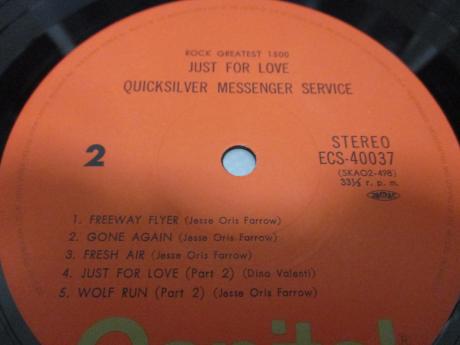 ROCK GREATEST 1500
JUST FOR LOVE
QUICKSILVER MESSENGER SERVICE
2
STEREO
ECS-40037
(SKAO2-498)
33⅓ r.p.m.
JASRAC
1. FREEWAY FLYER (Jesse Oris Farrow)
2. GONE AGAIN (Jesse Oris Farrow)
3. FRESH AIR (Jesse Oris Farrow)
4. JUST FOR LOVE (Part 2) (Dino Valenti)
5. WOLF RUN (Part 2) (Jesse Oris Farrow)
Capitol